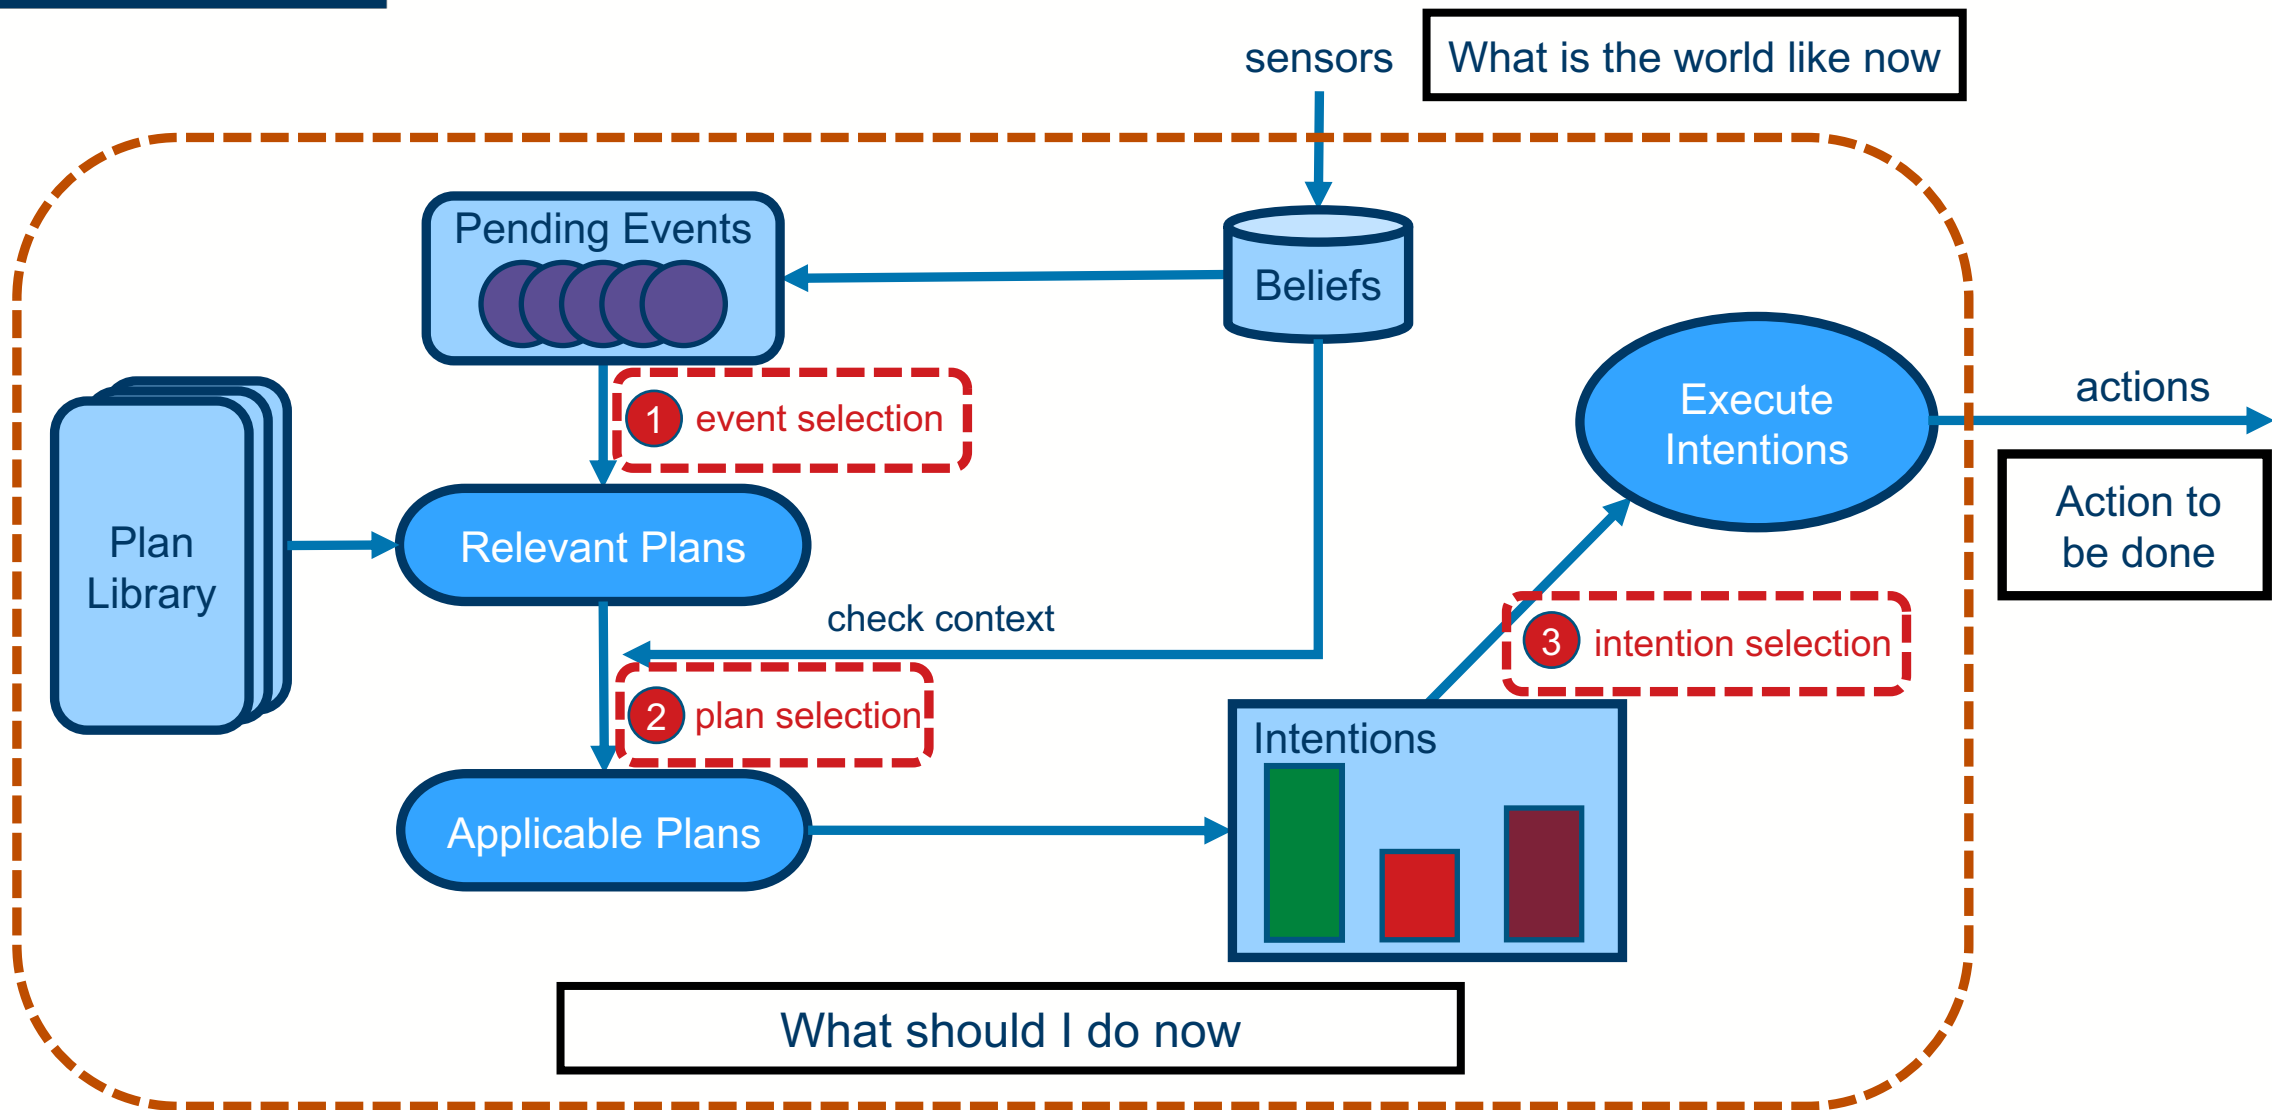 sensors
What is the world like now
Pending Events
Beliefs
1 event selection
Execute
Intentions
actions
Action to
be done
Plan
Library
Relevant Plans
check context
3 intention selection
2 plan selection
Intentions
Applicable Plans
What should I do now